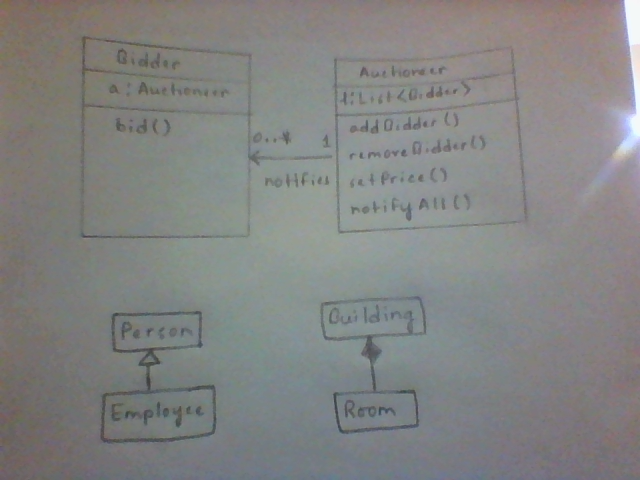 Bidder
a: Auctioneer
bid()
0..* 1
notifies
Auctioneer
l:List<Bidder>
addBidder()
removeBidder()
setPrice()
notifyAll()
Person
Employee
Building
Room